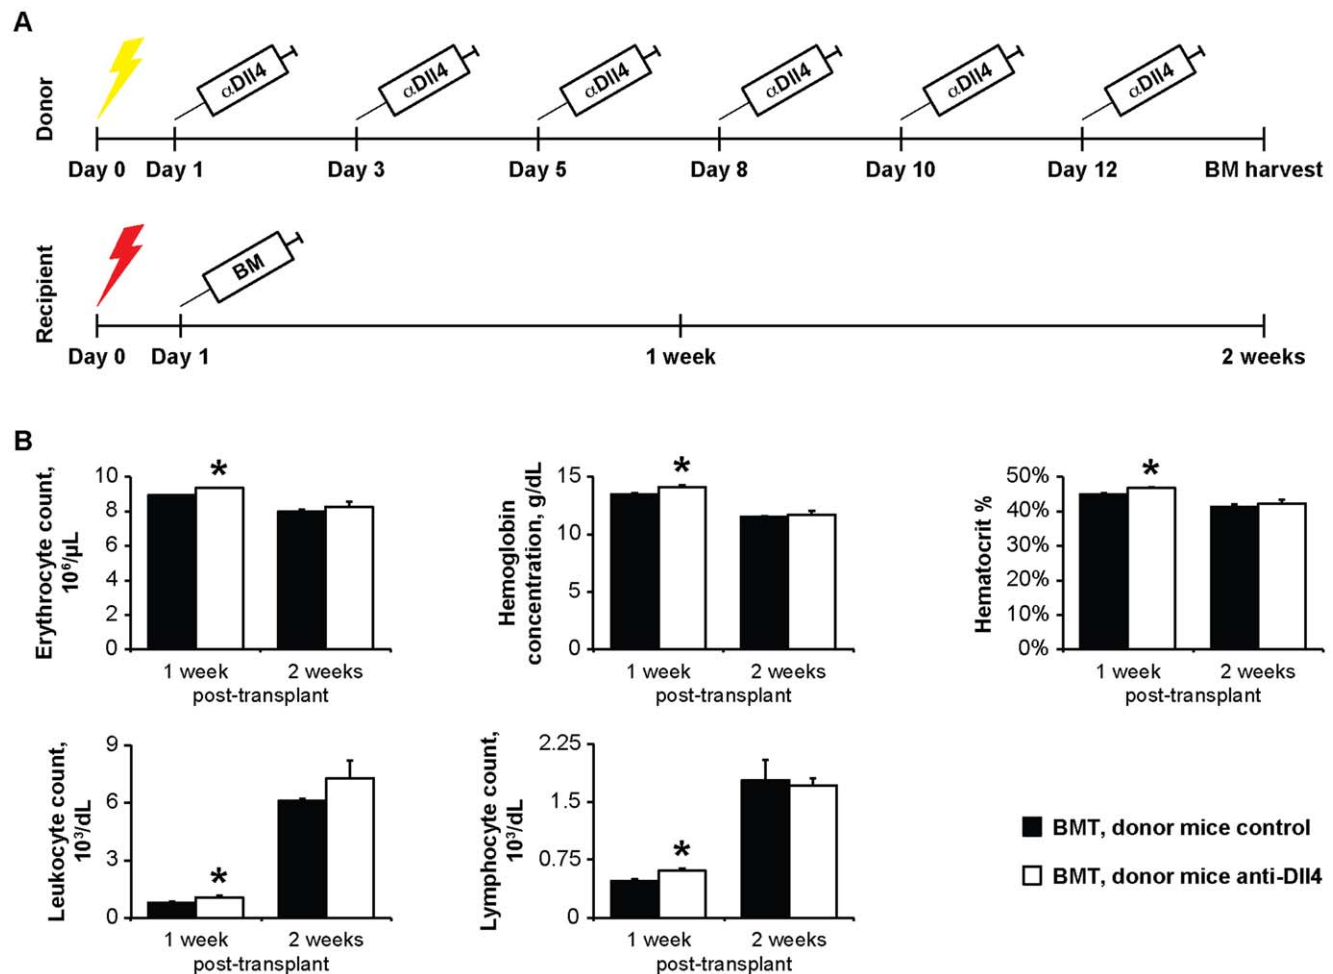 A
Donor
αDll4
αDll4
αDll4
αDll4
αDll4
αDll4
Day 0
Day 1
Day 3
Day 5
Day 8
Day 10
Day 12
BM harvest
Recipient
BM
Day 0
Day 1
1 week
2 weeks
B
Erythrocyte count,
10⁶/µL
10
8
6
4
2
0
*
1 week
2 weeks
post-transplant
Hemoglobin
concentration, g/dL
15
10
5
0
*
1 week
2 weeks
post-transplant
Hematocrit %
50%
40%
30%
20%
10%
0%
*
1 week
2 weeks
post-transplant
Leukocyte count,
10³/dL
9
6
3
0
*
1 week
2 weeks
post-transplant
Lymphocyte count,
10³/dL
2.25
1.5
0.75
0
*
1 week
2 weeks
post-transplant
BMT, donor mice control
BMT, donor mice anti-Dll4